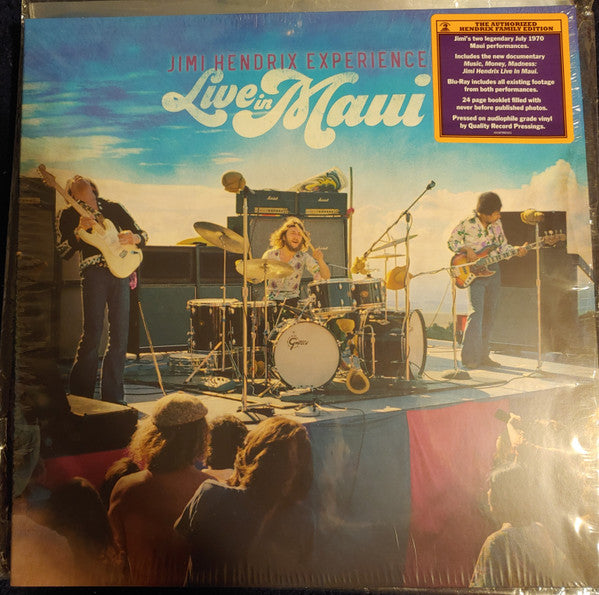 THE AUTHORIZED
HENDRIX FAMILY EDITION
Jimi's two legendary July 1970
Maui performances.
Includes the new documentary
Music, Money, Madness:
Jimi Hendrix Live In Maui.
Blu-Ray includes all existing footage
from both performances.
24 page booklet filled with
never before published photos.
Pressed on audiophile grade vinyl
by Quality Record Pressings.
JIMI HENDRIX EXPERIENCE
Live in Maui
Marshall
Marshall
Gretsch